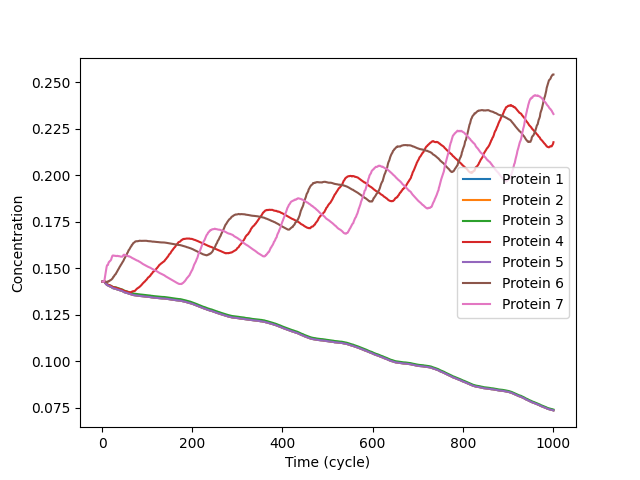 0.250
0.225
0.200
0.175
0.150
0.125
0.100
0.075
Concentration
0
200
400
600
800
1000
Time (cycle)
Protein 1
Protein 2
Protein 3
Protein 4
Protein 5
Protein 6
Protein 7